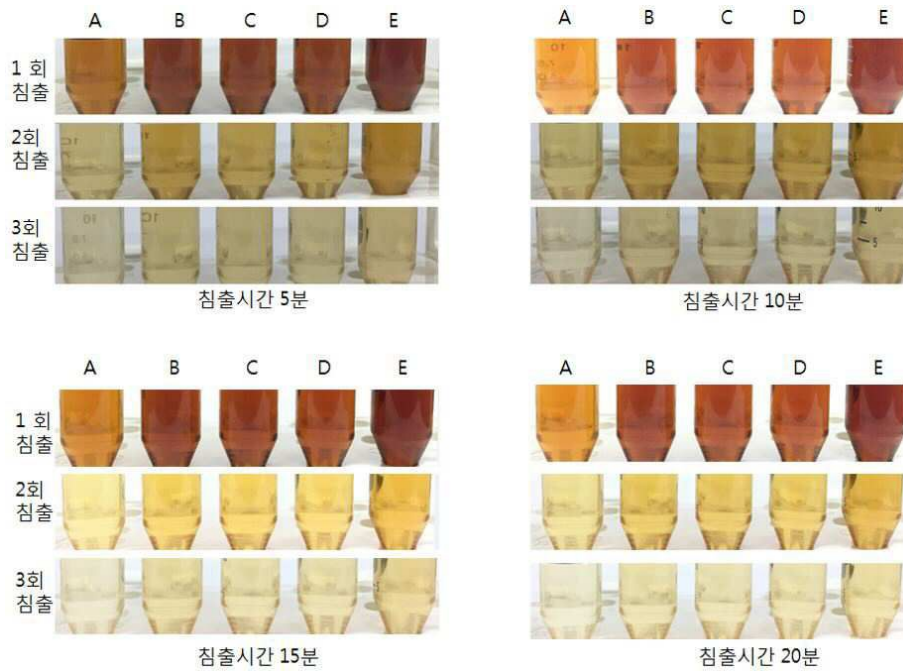 A B C D E
1 회
침출
2회
침출
3회
침출
침출시간 5분
A B C D E
침출시간 10분
A B C D E
1 회
침출
2회
침출
3회
침출
침출시간 15분
A B C D E
침출시간 20분